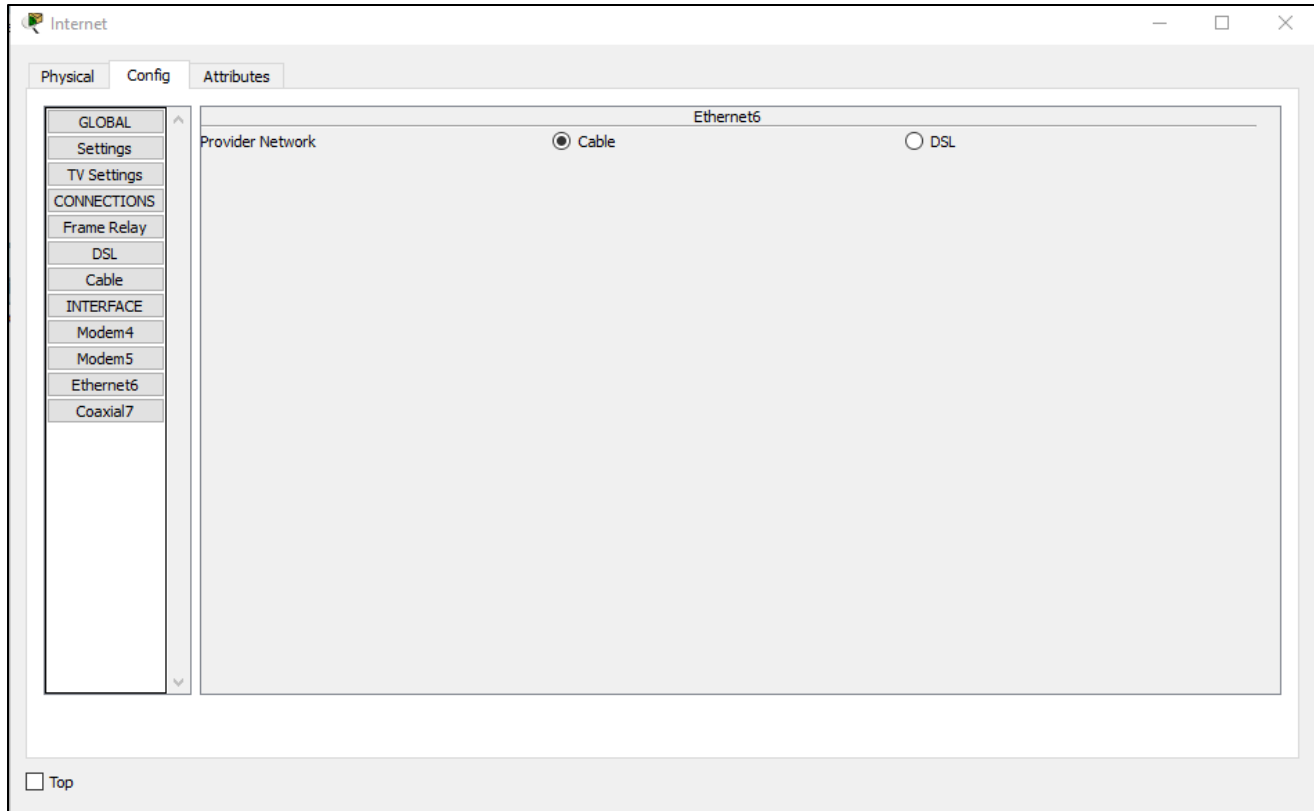 Internet
Physical Config Attributes
GLOBAL
Settings
TV Settings
CONNECTIONS
Frame Relay
DSL
Cable
INTERFACE
Modem4
Modem5
Ethernet6
Coaxial7
Ethernet6
Provider Network Cable DSL
Top